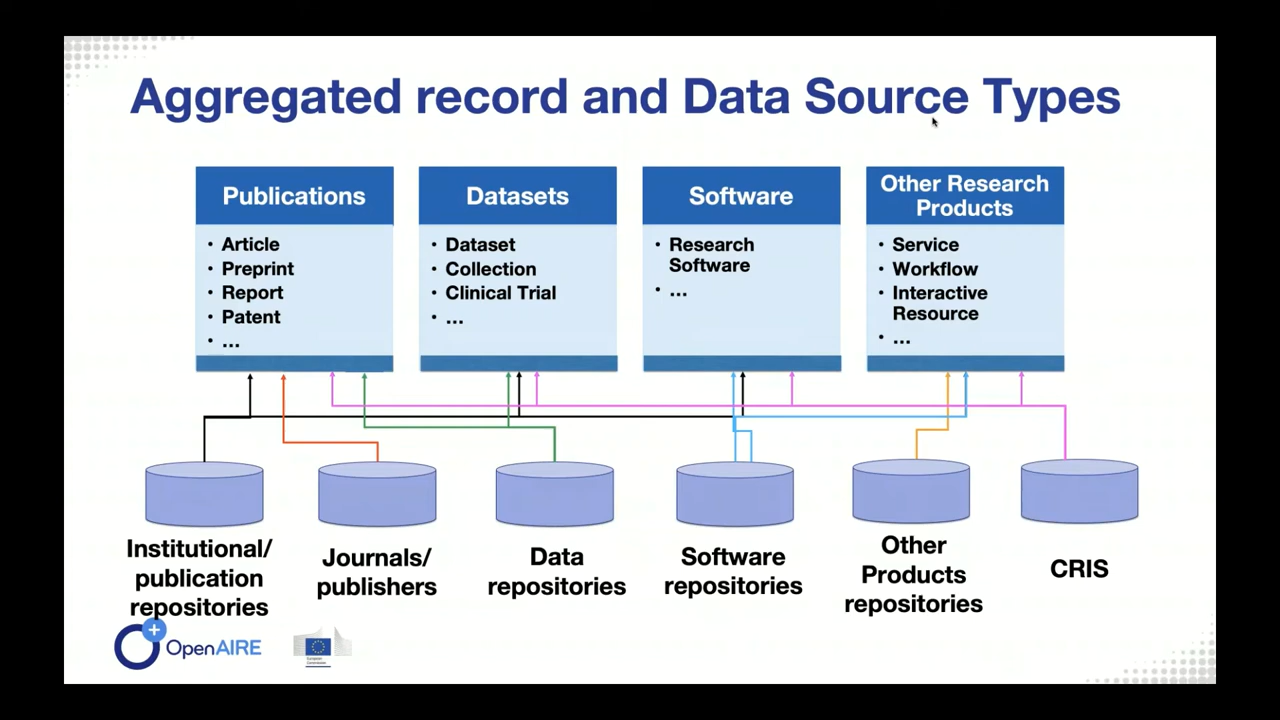 Aggregated record and Data Source Types
Publications
• Article
• Preprint
• Report
• Patent
• ...
Datasets
• Dataset
• Collection
• Clinical Trial
• ...
Software
• Research
Software
• ...
Other Research
Products
• Service
• Workflow
• Interactive
Resource
• ...
Institutional/
publication
repositories
Journals/
publishers
Data
repositories
Software
repositories
Other
Products
repositories
CRIS
OpenAIRE
European
Commission